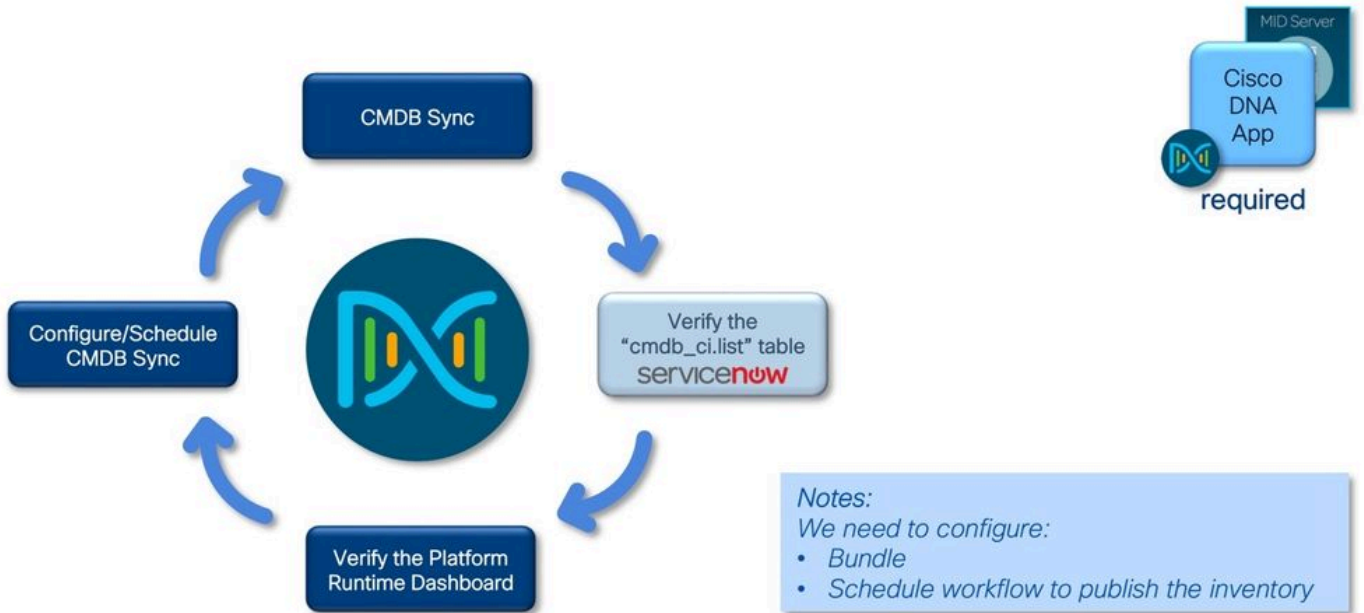 MID Server
Cisco
DNA
App
required
CMDB Sync
Configure/Schedule
CMDB Sync
Verify the
“cmdb_ci.list” table
servicenow
Verify the Platform
Runtime Dashboard
Notes:
We need to configure:
• Bundle
• Schedule workflow to publish the inventory